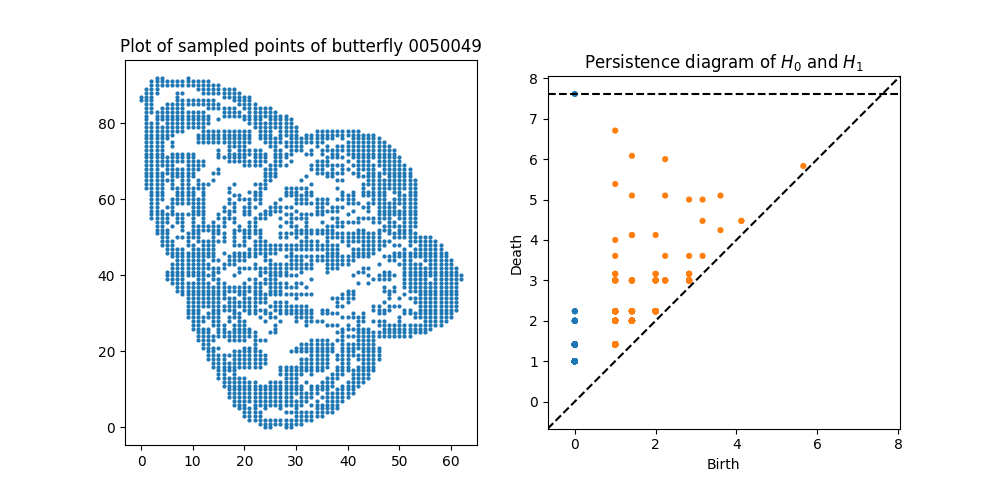 Plot of sampled points of butterfly 0050049
80
60
40
20
0
0 10 20 30 40 50 60
Persistence diagram of H₀ and H₁
8
7
6
5
4
3
2
1
0
Death
0 2 4 6 8
Birth